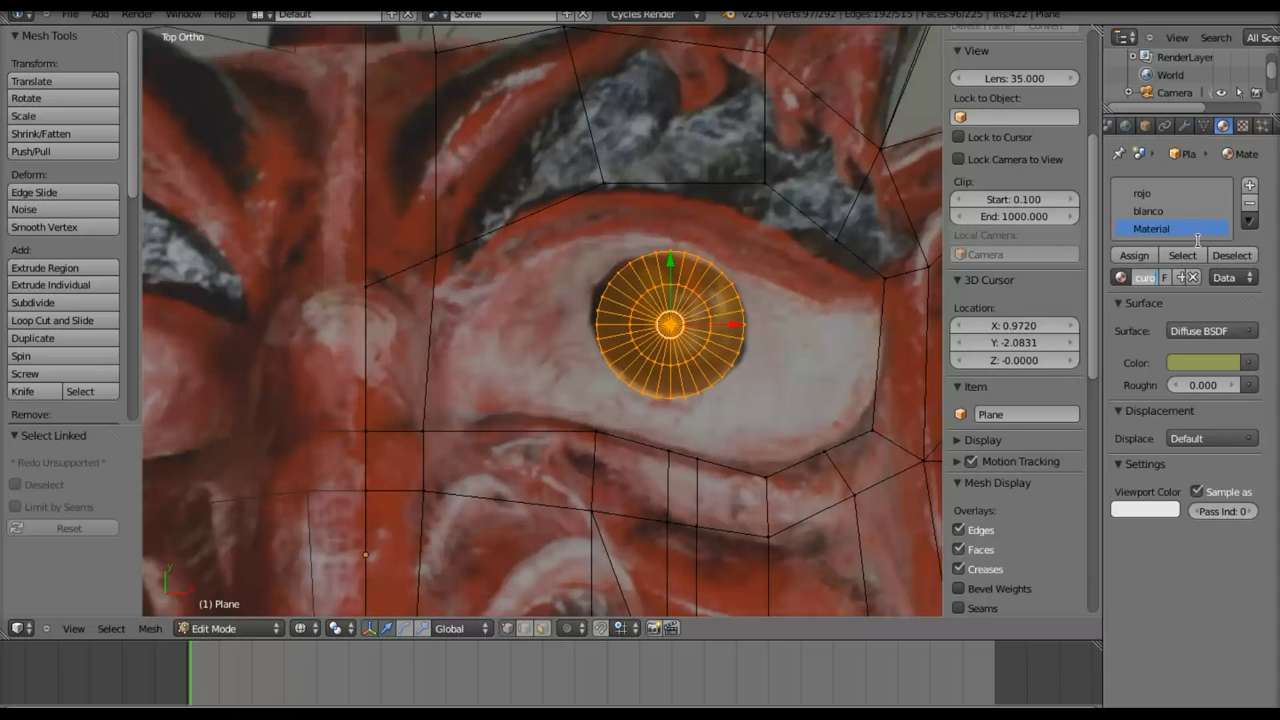 File Add Render Window Help Default Scene Cycles Render v2.64 | Verts:97/292 | Edges:192/515 | Faces:96/225 | Tris:422 | Plane
Top Ortho
(1) Plane
Mesh Tools
Transform:
Translate
Rotate
Scale
Shrink/Fatten
Push/Pull
Deform:
Edge Slide
Noise
Smooth Vertex
Add:
Extrude Region
Extrude Individual
Subdivide
Loop Cut and Slide
Duplicate
Spin
Screw
Knife Select
Remove:
Select Linked
* Redo Unsupported! *
Deselect
Limit by Seams
Reset
y
View
Lens: 35.000
Lock to Object:
Lock to Cursor
Lock Camera to View
Clip:
Start: 0.100
End: 1000.000
Local Camera:
Camera
3D Cursor
Location:
X: 0.9720
Y: -2.0831
Z: -0.0000
Item
Plane
Display
Motion Tracking
Mesh Display
Overlays:
Edges
Faces
Creases
Bevel Weights
Seams
View Search All Sce
RenderLayer
World
Camera
Pla Mate
rojo
blanco
Material
Assign Select Deselect
curo F Data
Surface
Surface: Diffuse BSDF
Color:
Roughn 0.000
Displacement
Displace Default
Settings
Viewport Color Sample as
Pass Ind: 0
View Select Mesh Edit Mode Global